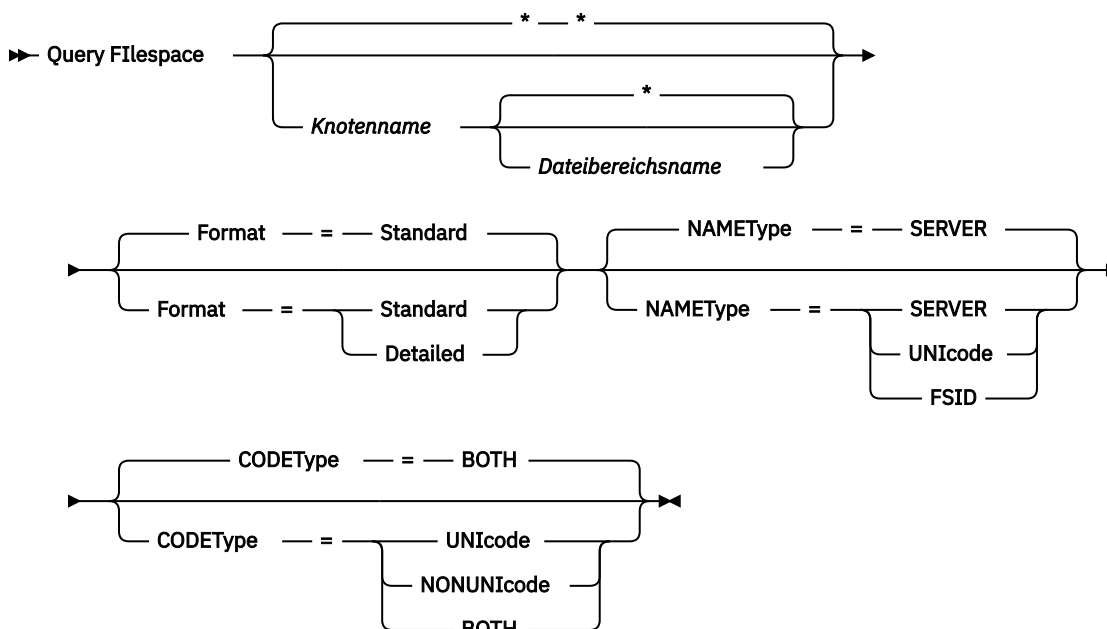 * *
Query FIlespace
*
Knotenname
Dateibereichsname
Format = Standard
NAMEType = SERVER
Format = Standard
NAMEType = SERVER
Detailed
UNIcode
FSID
CODEType = BOTH
CODEType = UNIcode
NONUNIcode
BOTH